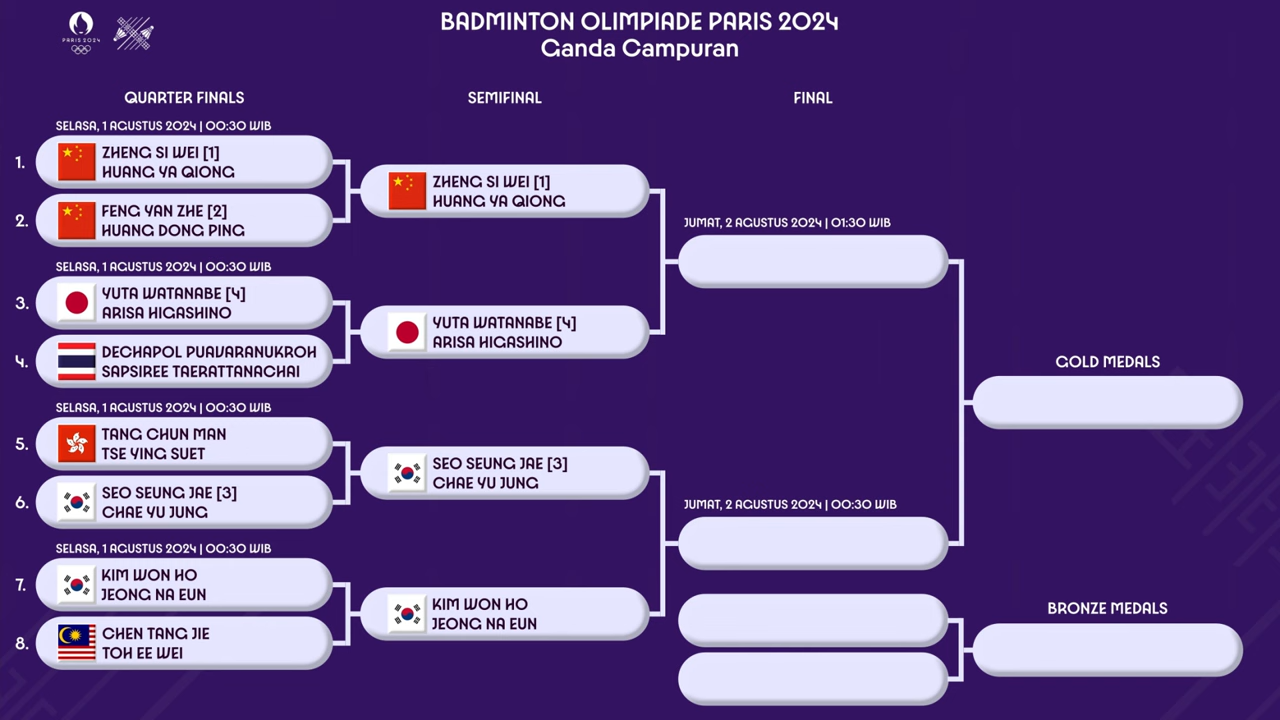 PARIS 2024
BADMINTON OLIMPIADE PARIS 2024
Ganda Campuran
QUARTER FINALS
SEMIFINAL
FINAL
SELASA, 1 AGUSTUS 2024 | 00:30 WIB
1.
ZHENG SI WEI [1]
HUANG YA QIONG
2.
FENG YAN ZHE [2]
HUANG DONG PING
SELASA, 1 AGUSTUS 2024 | 00:30 WIB
3.
YUTA WATANABE [4]
ARISA HIGASHINO
4.
DECHAPOL PUAVARANUKROH
SAPSIREE TAERATTANACHAI
SELASA, 1 AGUSTUS 2024 | 00:30 WIB
5.
TANG CHUN MAN
TSE YING SUET
6.
SEO SEUNG JAE [3]
CHAE YU JUNG
SELASA, 1 AGUSTUS 2024 | 00:30 WIB
7.
KIM WON HO
JEONG NA EUN
8.
CHEN TANG JIE
TOH EE WEI
ZHENG SI WEI [1]
HUANG YA QIONG
YUTA WATANABE [4]
ARISA HIGASHINO
SEO SEUNG JAE [3]
CHAE YU JUNG
KIM WON HO
JEONG NA EUN
JUMAT, 2 AGUSTUS 2024 | 01:30 WIB
JUMAT, 2 AGUSTUS 2024 | 00:30 WIB
GOLD MEDALS
BRONZE MEDALS